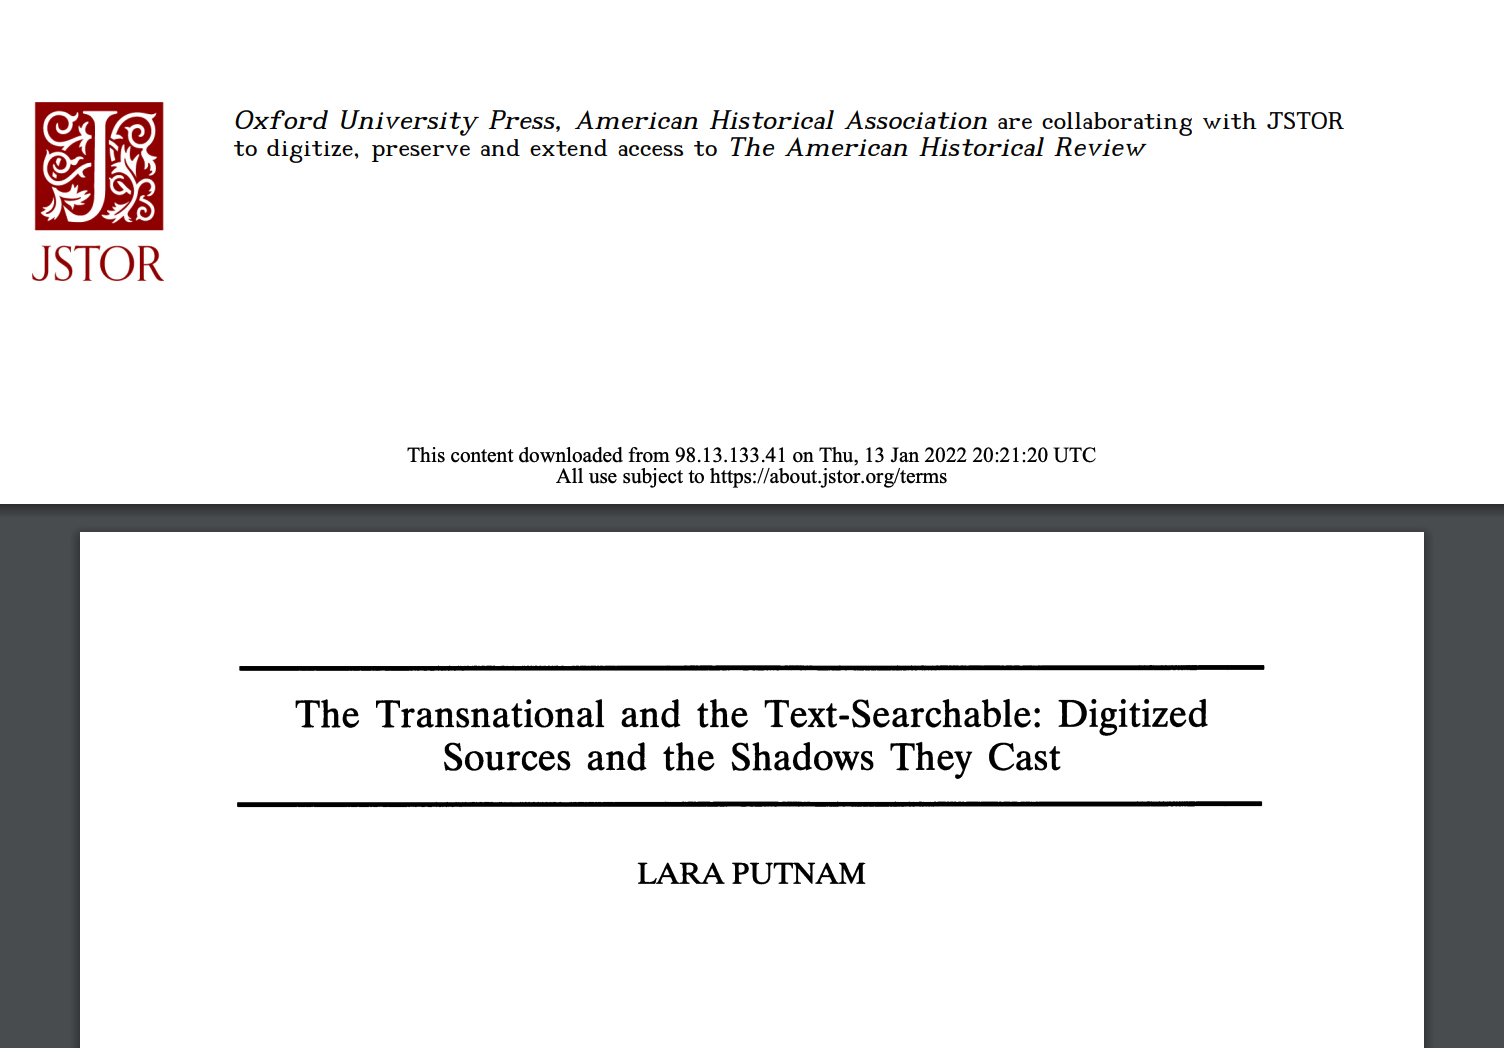 Oxford University Press, American Historical Association are collaborating with JSTOR
to digitize, preserve and extend access to The American Historical Review
JSTOR
This content downloaded from 98.13.133.41 on Thu, 13 Jan 2022 20:21:20 UTC
All use subject to https://about.jstor.org/terms
The Transnational and the Text-Searchable: Digitized
Sources and the Shadows They Cast
LARA PUTNAM